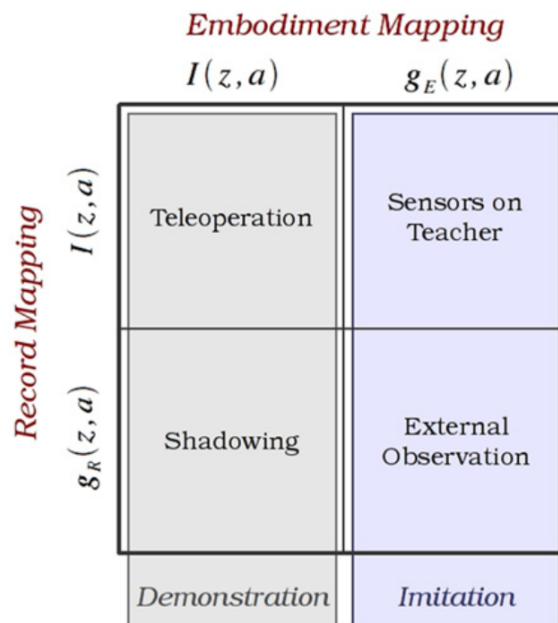 Embodiment Mapping
I(z,a) g_E(z,a)
Record Mapping
I(z,a)
Teleoperation
Sensors on
Teacher
g_R(z,a)
Shadowing
External
Observation
Demonstration Imitation